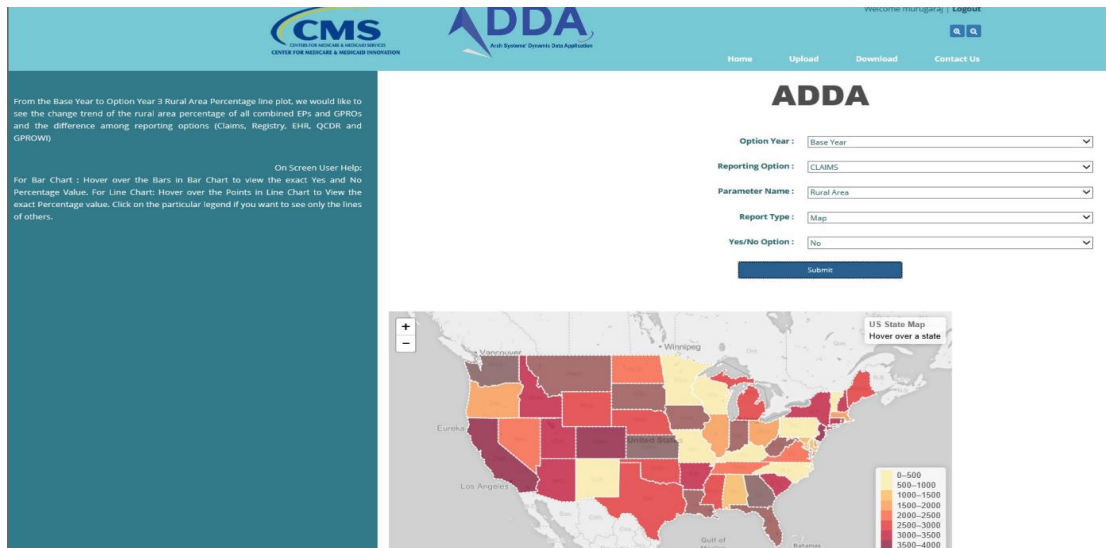 Welcome murugaraj | Logout
CMS
CENTERS FOR MEDICARE & MEDICAID SERVICES
CENTER FOR MEDICARE & MEDICAID INNOVATION
ADDA
Arch Systems' Dynamic Data Application
Home Upload Download Contact Us
From the Base Year to Option Year 3 Rural Area Percentage line plot, we would like to
see the change trend of the rural area percentage of all combined EPs and GPROs
and the difference among reporting options (Claims, Registry, EHR, QCDR and
GPROWI)
On Screen User Help:
For Bar Chart : Hover over the Bars in Bar Chart to view the exact Yes and No
Percentage Value. For Line Chart: Hover over the Points in Line Chart to View the
exact Percentage value. Click on the particular legend if you want to see only the lines
of others.
ADDA
Option Year : Base Year
Reporting Option : CLAIMS
Parameter Name : Rural Area
Report Type : Map
Yes/No Option : No
Submit
+
−
US State Map
Hover over a state
Winnipeg
Vancouver
Eureka
United States
Los Angeles
Gulf of
Bahamas
0–500
500–1000
1000–1500
1500–2000
2000–2500
2500–3000
3000–3500
3500–4000